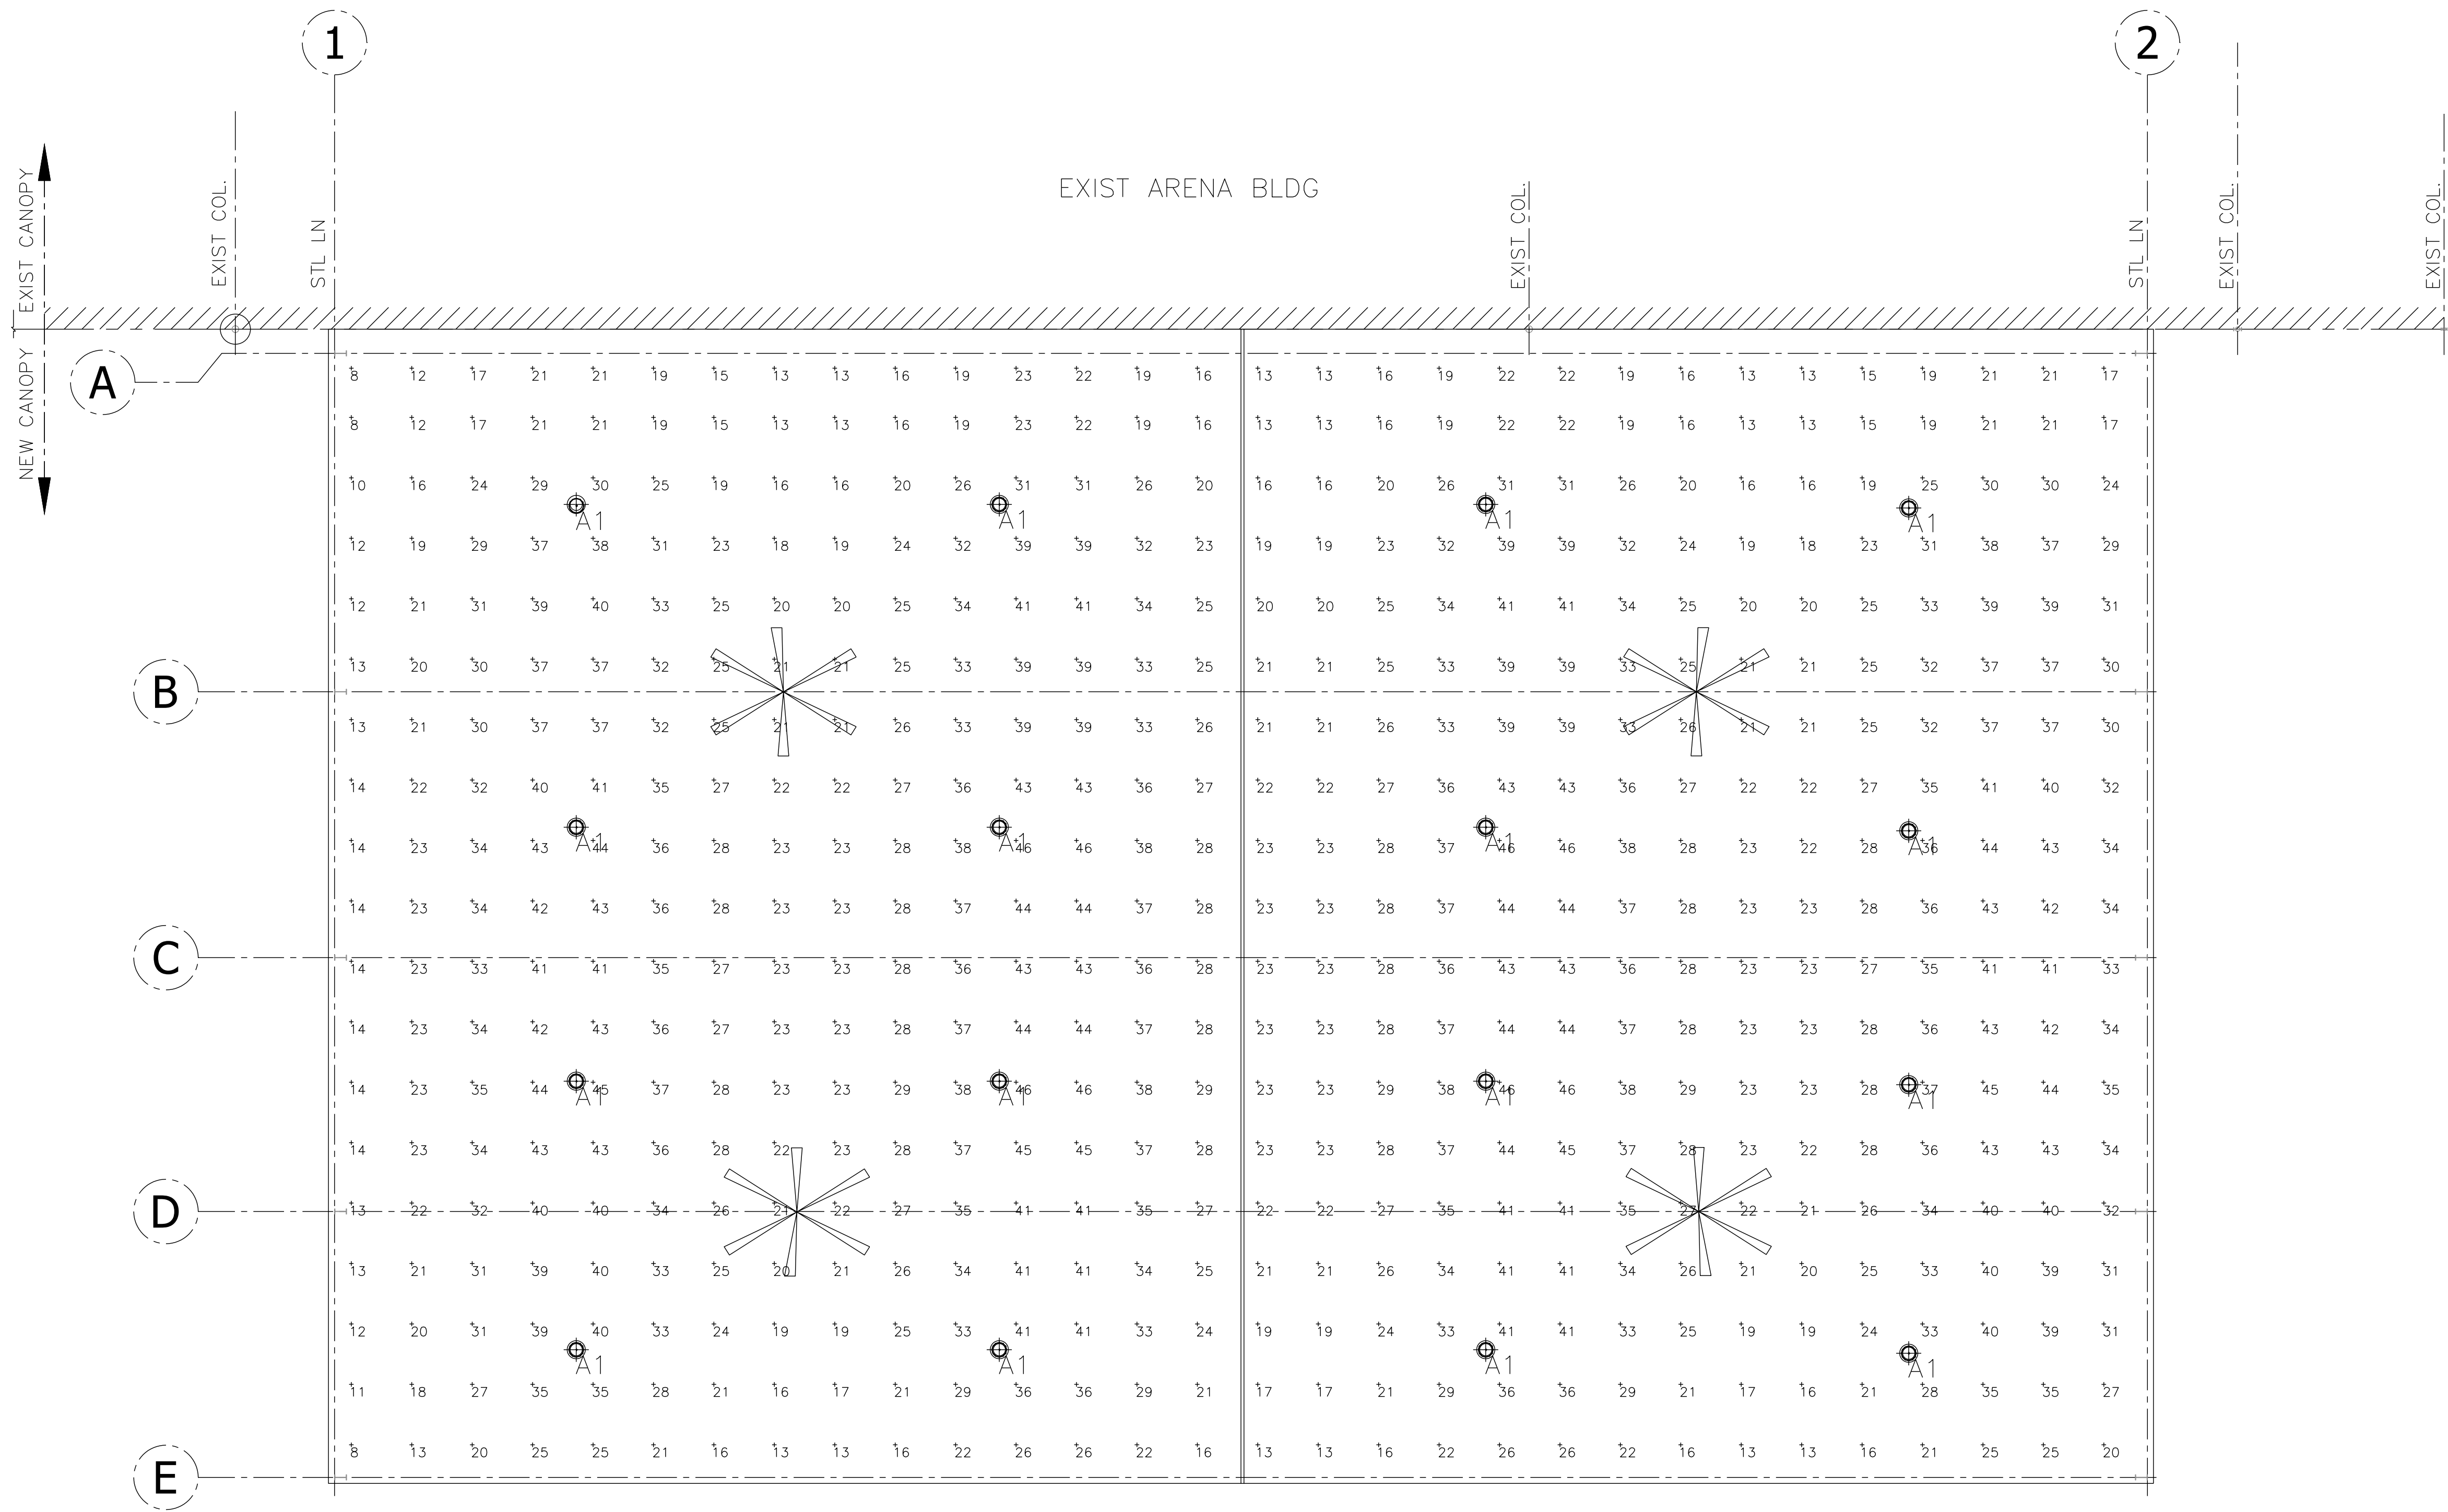 1 2
EXIST CANOPY
NEW CANOPY
EXIST COL.
STL LN
EXIST ARENA BLDG
EXIST COL.
STL LN
EXIST COL.
EXIST COL.
A
8 12 17 21 21 19 15 13 13 16 19 23 22 19 16 13 13 16 19 22 22 19 16 13 13 15 19 21 21 17
8 12 17 21 21 19 15 13 13 16 19 23 22 19 16 13 13 16 19 22 22 19 16 13 13 15 19 21 21 17
10 16 24 29 30 25 19 16 16 20 26 31 31 26 20 16 16 20 26 31 31 26 20 16 16 19 25 30 30 24
A1 A1 A1 A1
12 19 29 37 38 31 23 18 19 24 32 39 39 32 23 19 19 23 32 39 39 32 24 19 18 23 31 38 37 29
12 21 31 39 40 33 25 20 20 25 34 41 41 34 25 20 20 25 34 41 41 34 25 20 20 25 33 39 39 31
13 20 30 37 37 32 25 21 21 25 33 39 39 33 25 21 21 25 33 39 39 33 25 21 21 25 32 37 37 30
B
13 21 30 37 37 32 25 21 21 26 33 39 39 33 26 21 21 26 33 39 39 33 26 21 21 25 32 37 37 30
14 22 32 40 41 35 27 22 22 27 36 43 43 36 27 22 22 27 36 43 43 36 27 22 22 27 35 41 40 32
A1 A1 A1 A1
14 23 34 43 44 36 28 23 23 28 38 46 46 38 28 23 23 28 37 46 46 38 28 23 22 28 36 44 43 34
14 23 34 42 43 36 28 23 23 28 37 44 44 37 28 23 23 28 37 44 44 37 28 23 23 28 36 43 42 34
C
14 23 33 41 41 35 27 23 23 28 36 43 43 36 28 23 23 28 36 43 43 36 28 23 23 27 35 41 41 33
14 23 34 42 43 36 27 23 23 28 37 44 44 37 28 23 23 28 37 44 44 37 28 23 23 28 36 43 42 34
14 23 35 44 45 37 28 23 23 29 38 46 46 38 29 23 23 29 38 46 46 38 29 23 23 28 37 45 44 35
A1 A1 A1 A1
14 23 34 43 43 36 28 22 23 28 37 45 45 37 28 23 23 28 37 44 45 37 28 23 22 28 36 43 43 34
D
13 22 32 40 40 34 26 21 22 27 35 41 41 35 27 22 22 27 35 41 41 35 27 22 21 26 34 40 40 32
13 21 31 39 40 33 25 20 21 26 34 41 41 34 25 21 21 26 34 41 41 34 26 21 20 25 33 40 39 31
12 20 31 39 40 33 24 19 19 25 33 41 41 33 24 19 19 24 33 41 41 33 25 19 19 24 33 40 39 31
A1 A1 A1 A1
11 18 27 35 35 28 21 16 17 21 29 36 36 29 21 17 17 21 29 36 36 29 21 17 16 21 28 35 35 27
8 13 20 25 25 21 16 13 13 16 22 26 26 22 16 13 13 16 22 26 26 22 16 13 13 16 21 25 25 20
E